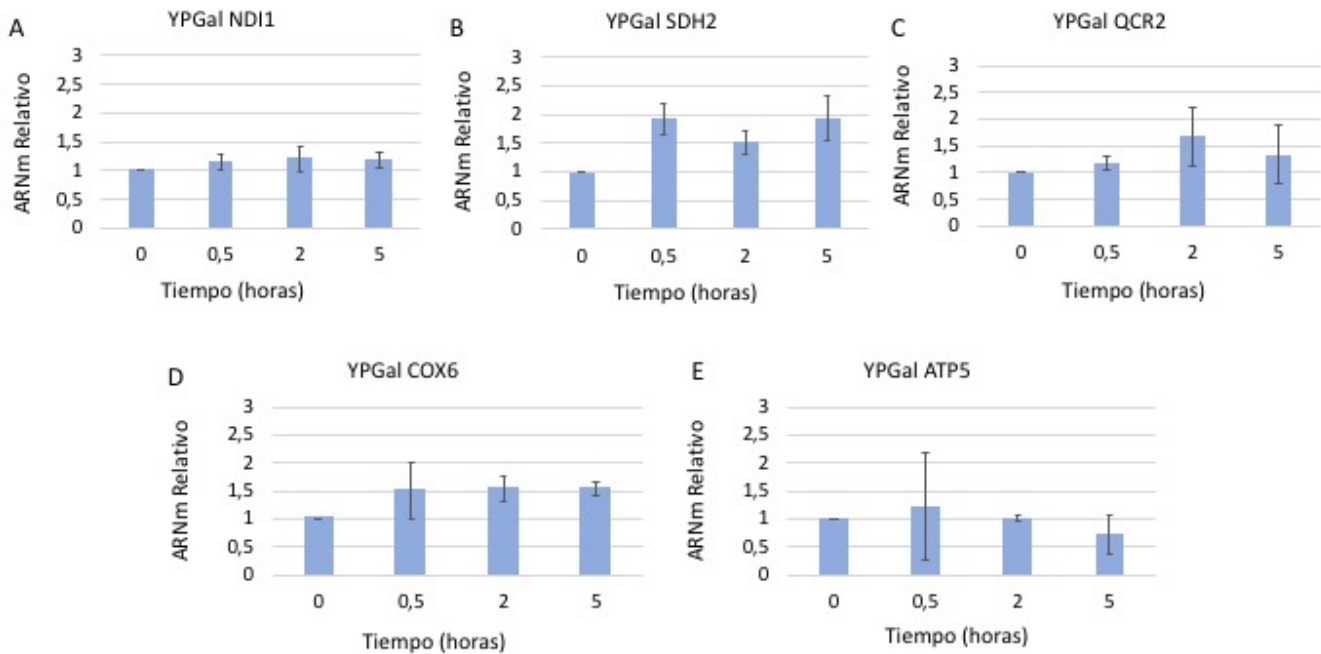 A
YPGal NDI1
ARNm Relativo
3
2,5
2
1,5
1
0,5
0
0 0,5 2 5
Tiempo (horas)
B
YPGal SDH2
ARNm Relativo
3
2,5
2
1,5
1
0,5
0
0 0,5 2 5
Tiempo (horas)
C
YPGal QCR2
ARNm Relativo
3
2,5
2
1,5
1
0,5
0
0 0,5 2 5
Tiempo (horas)
D
YPGal COX6
ARNm Relativo
3
2,5
2
1,5
1
0,5
0
0 0,5 2 5
Tiempo (horas)
E
YPGal ATP5
ARNm Relativo
3
2,5
2
1,5
1
0,5
0
0 0,5 2 5
Tiempo (horas)